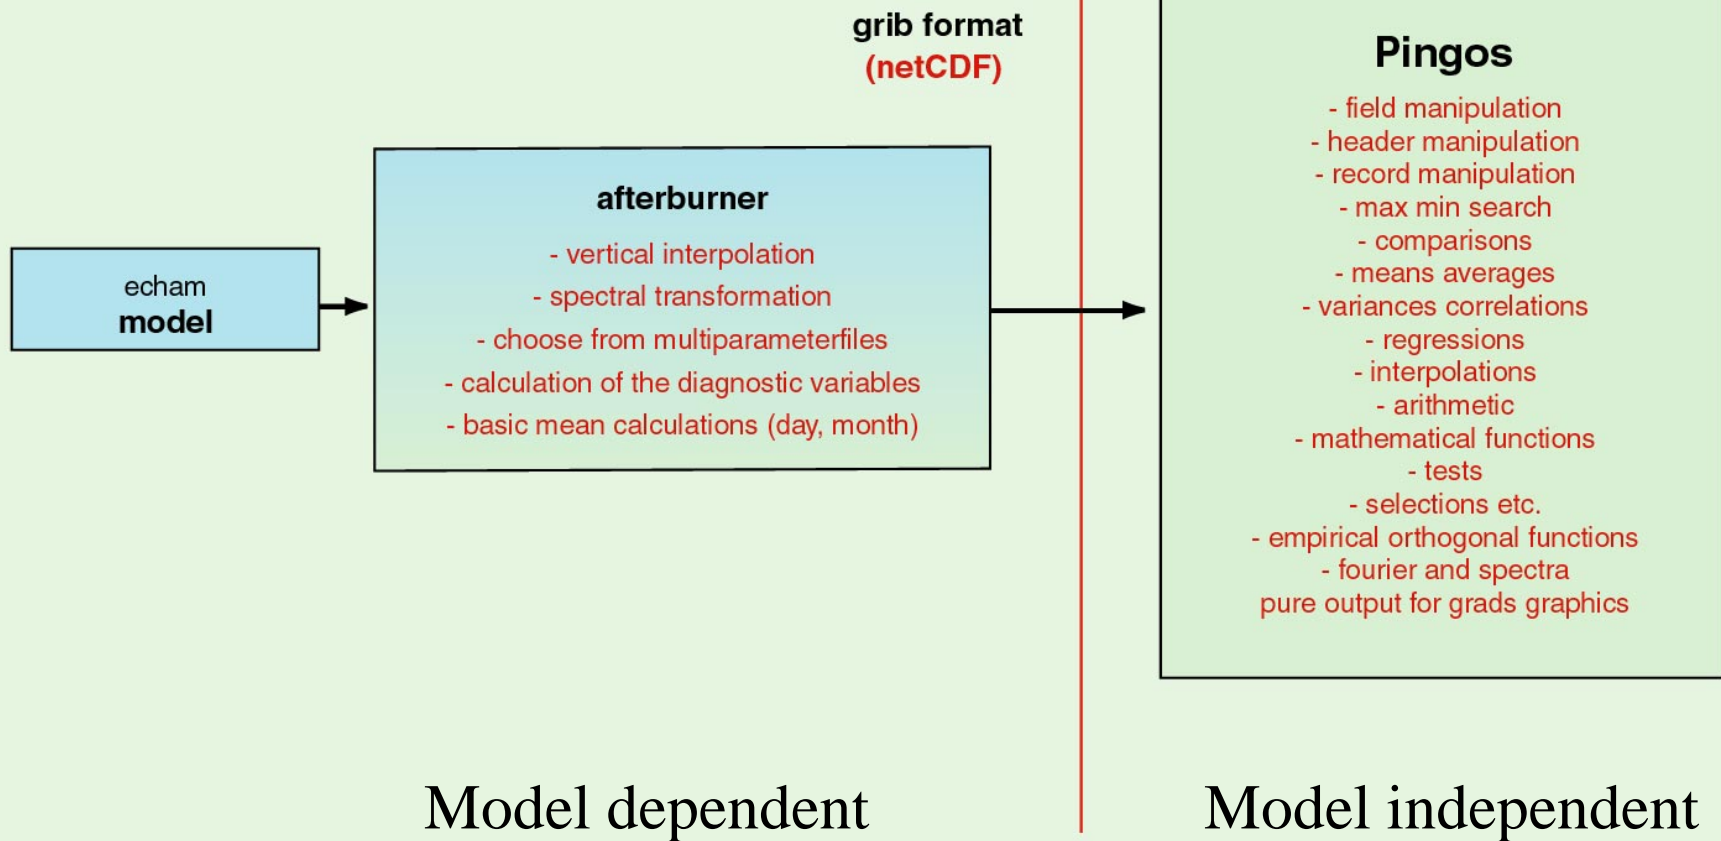 grib format
(netCDF)
echam
model
afterburner
- vertical interpolation
- spectral transformation
- choose from multiparameterfiles
- calculation of the diagnostic variables
- basic mean calculations (day, month)
Pingos
- field manipulation
- header manipulation
- record manipulation
- max min search
- comparisons
- means averages
- variances correlations
- regressions
- interpolations
- arithmetic
- mathematical functions
- tests
- selections etc.
- empirical orthogonal functions
- fourier and spectra
pure output for grads graphics
Model dependent
Model independent